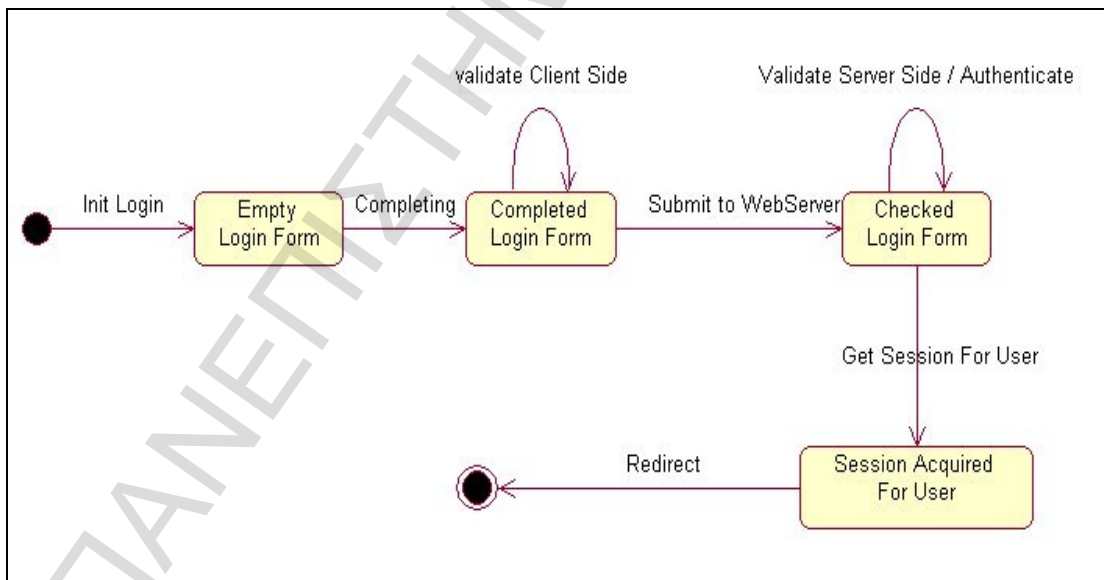 validate Client Side
Validate Server Side / Authenticate
Init Login
Empty
Login Form
Completing
Completed
Login Form
Submit to WebServer
Checked
Login Form
Get Session For User
Redirect
Session Acquired
For User
ΠΑΝΕΠΙΣΤΗΜ